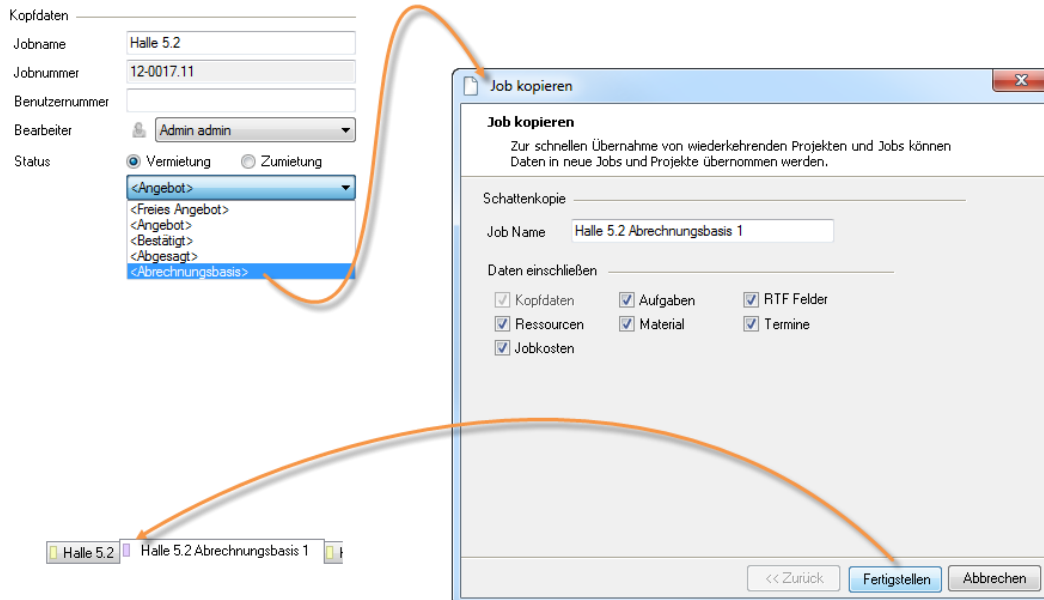 Kopfdaten
Jobname
Halle 5.2
Jobnummer
12-0017.11
Benutzernummer
Bearbeiter
Admin admin
Status
Vermietung
Zumietung
<Angebot>
<Freies Angebot>
<Angebot>
<Bestätigt>
<Abgesagt>
<Abrechnungsbasis>
Job kopieren
Job kopieren
Zur schnellen Übernahme von wiederkehrenden Projekten und Jobs können
Daten in neue Jobs und Projekte übernommen werden.
Schattenkopie
Job Name
Halle 5.2 Abrechnungsbasis 1
Daten einschließen
Kopfdaten
Aufgaben
RTF Felder
Ressourcen
Material
Termine
Jobkosten
<< Zurück
Fertigstellen
Abbrechen
Halle 5.2
Halle 5.2 Abrechnungsbasis 1